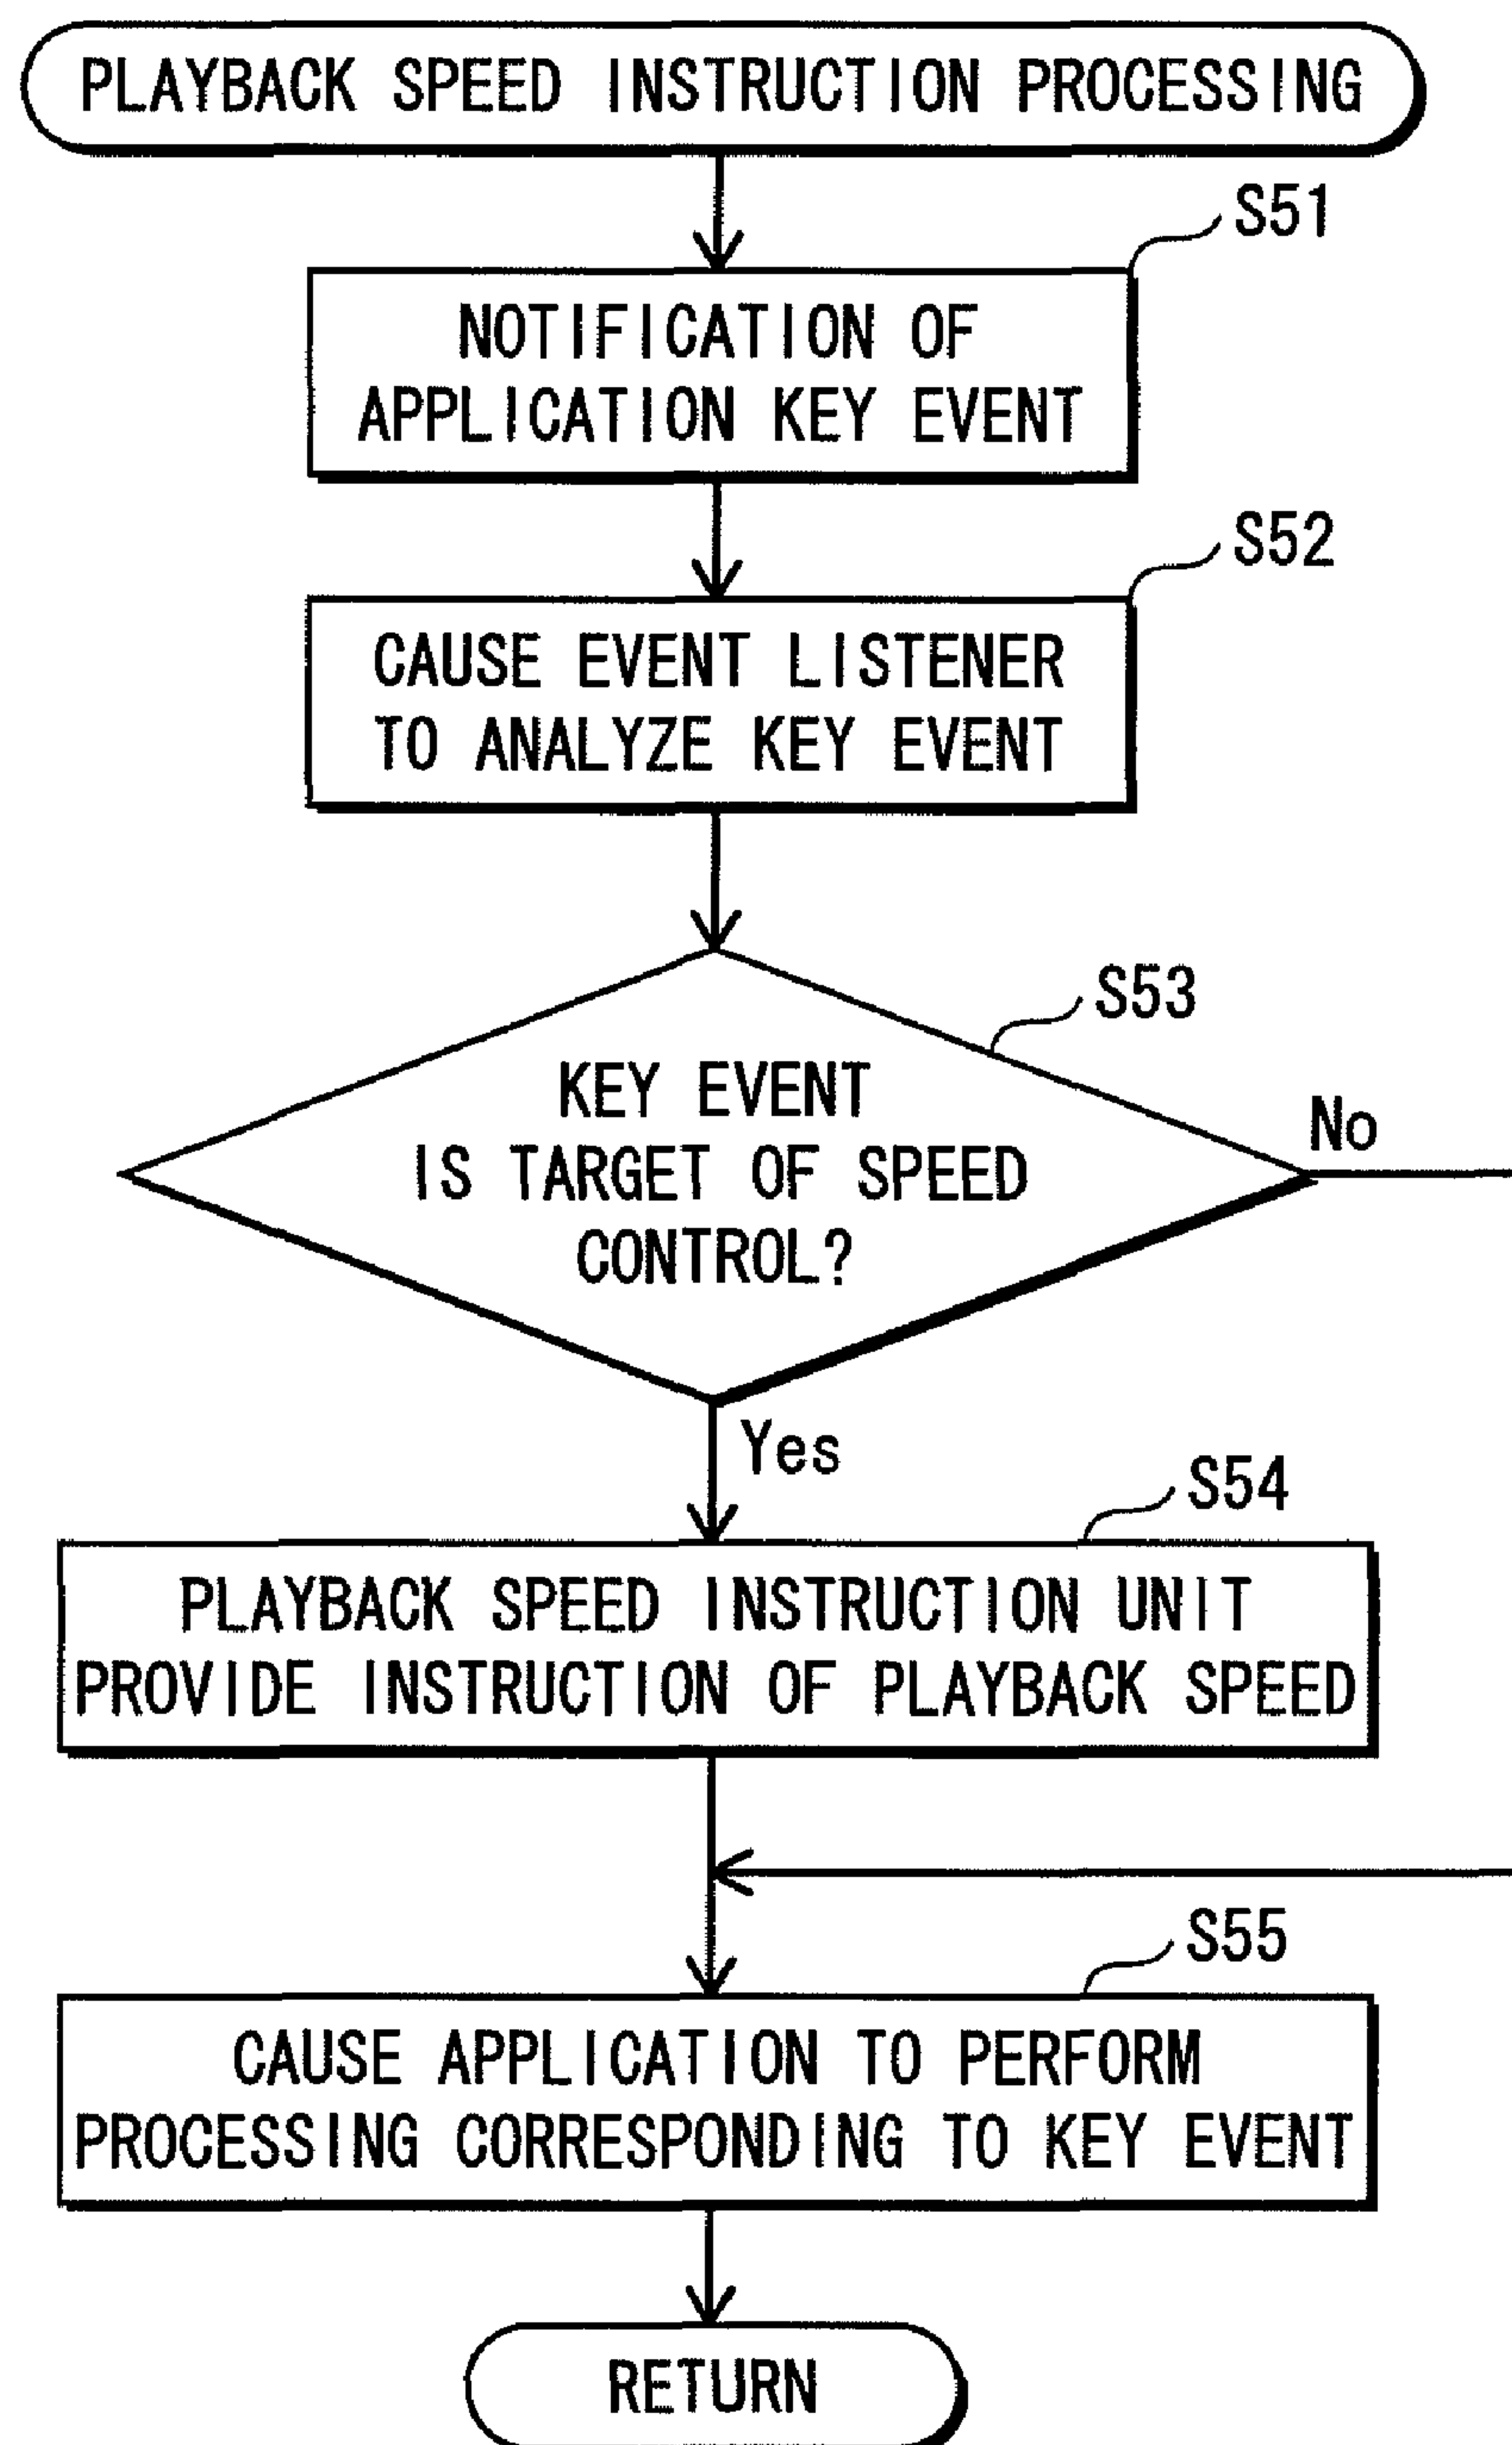 PLAYBACK SPEED INSTRUCTION PROCESSING
S51
NOTIFICATION OF
APPLICATION KEY EVENT
S52
CAUSE EVENT LISTENER
TO ANALYZE KEY EVENT
S53
KEY EVENT
IS TARGET OF SPEED
CONTROL?
No
Yes
S54
PLAYBACK SPEED INSTRUCTION UNIT
PROVIDE INSTRUCTION OF PLAYBACK SPEED
S55
CAUSE APPLICATION TO PERFORM
PROCESSING CORRESPONDING TO KEY EVENT
RETURN